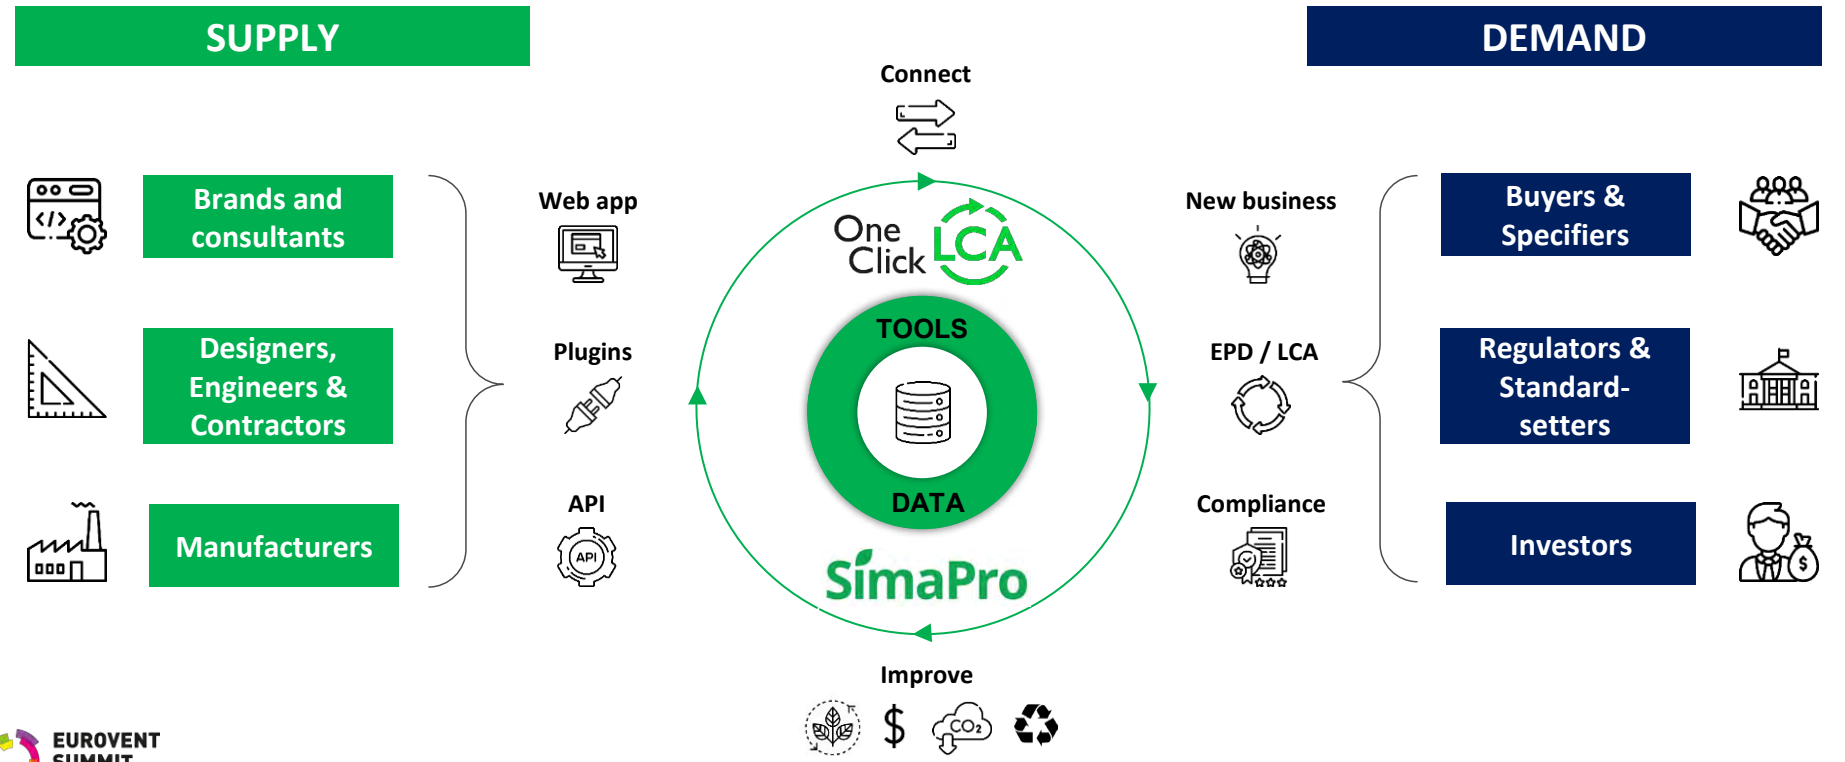 SUPPLY
DEMAND
Connect
Brands and
consultants
Designers,
Engineers &
Contractors
Manufacturers
Web app
Plugins
API
API
One
Click
LCA
TOOLS
DATA
SimaPro
New business
EPD / LCA
Compliance
Buyers &
Specifiers
Regulators &
Standard-
setters
Investors
$
Improve
$
CO2
EUROVENT
SUMMIT